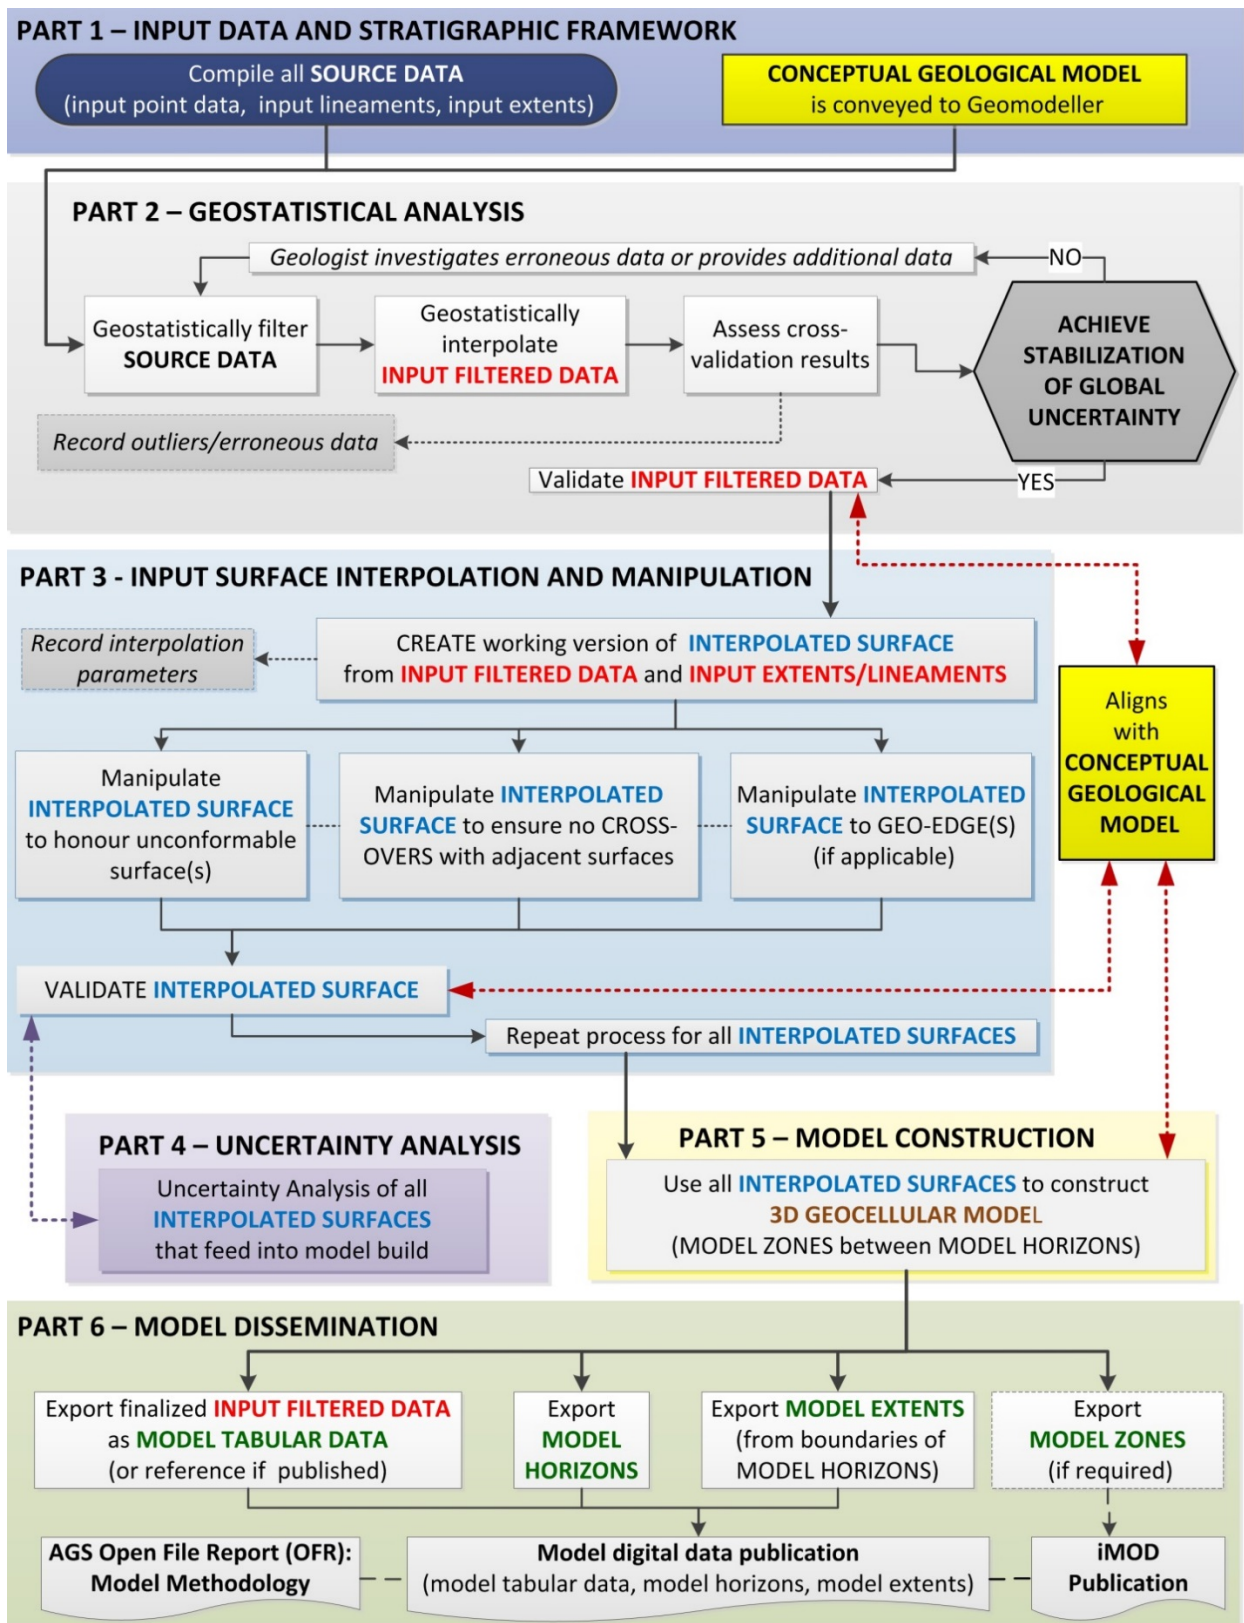 PART 1 – INPUT DATA AND STRATIGRAPHIC FRAMEWORK
Compile all SOURCE DATA
(input point data, input lineaments, input extents)
CONCEPTUAL GEOLOGICAL MODEL
is conveyed to Geomodeller
PART 2 – GEOSTATISTICAL ANALYSIS
Geologist investigates erroneous data or provides additional data
NO
Geostatistically filter
SOURCE DATA
Geostatistically
interpolate
INPUT FILTERED DATA
Assess cross-
validation results
ACHIEVE
STABILIZATION
OF GLOBAL
UNCERTAINTY
Record outliers/erroneous data
Validate INPUT FILTERED DATA
YES
PART 3 - INPUT SURFACE INTERPOLATION AND MANIPULATION
Record interpolation
parameters
CREATE working version of INTERPOLATED SURFACE
from INPUT FILTERED DATA and INPUT EXTENTS/LINEAMENTS
Aligns
with
CONCEPTUAL
GEOLOGICAL
MODEL
Manipulate
INTERPOLATED SURFACE
to honour unconformable
surface(s)
Manipulate INTERPOLATED
SURFACE to ensure no CROSS-
OVERS with adjacent surfaces
Manipulate INTERPOLATED
SURFACE to GEO-EDGE(S)
(if applicable)
VALIDATE INTERPOLATED SURFACE
Repeat process for all INTERPOLATED SURFACES
PART 4 – UNCERTAINTY ANALYSIS
Uncertainty Analysis of all
INTERPOLATED SURFACES
that feed into model build
PART 5 – MODEL CONSTRUCTION
Use all INTERPOLATED SURFACES to construct
3D GEOCELLULAR MODEL
(MODEL ZONES between MODEL HORIZONS)
PART 6 – MODEL DISSEMINATION
Export finalized INPUT FILTERED DATA
as MODEL TABULAR DATA
(or reference if published)
Export
MODEL
HORIZONS
Export MODEL EXTENTS
(from boundaries of
MODEL HORIZONS)
Export
MODEL ZONES
(if required)
AGS Open File Report (OFR):
Model Methodology
Model digital data publication
(model tabular data, model horizons, model extents)
iMOD
Publication